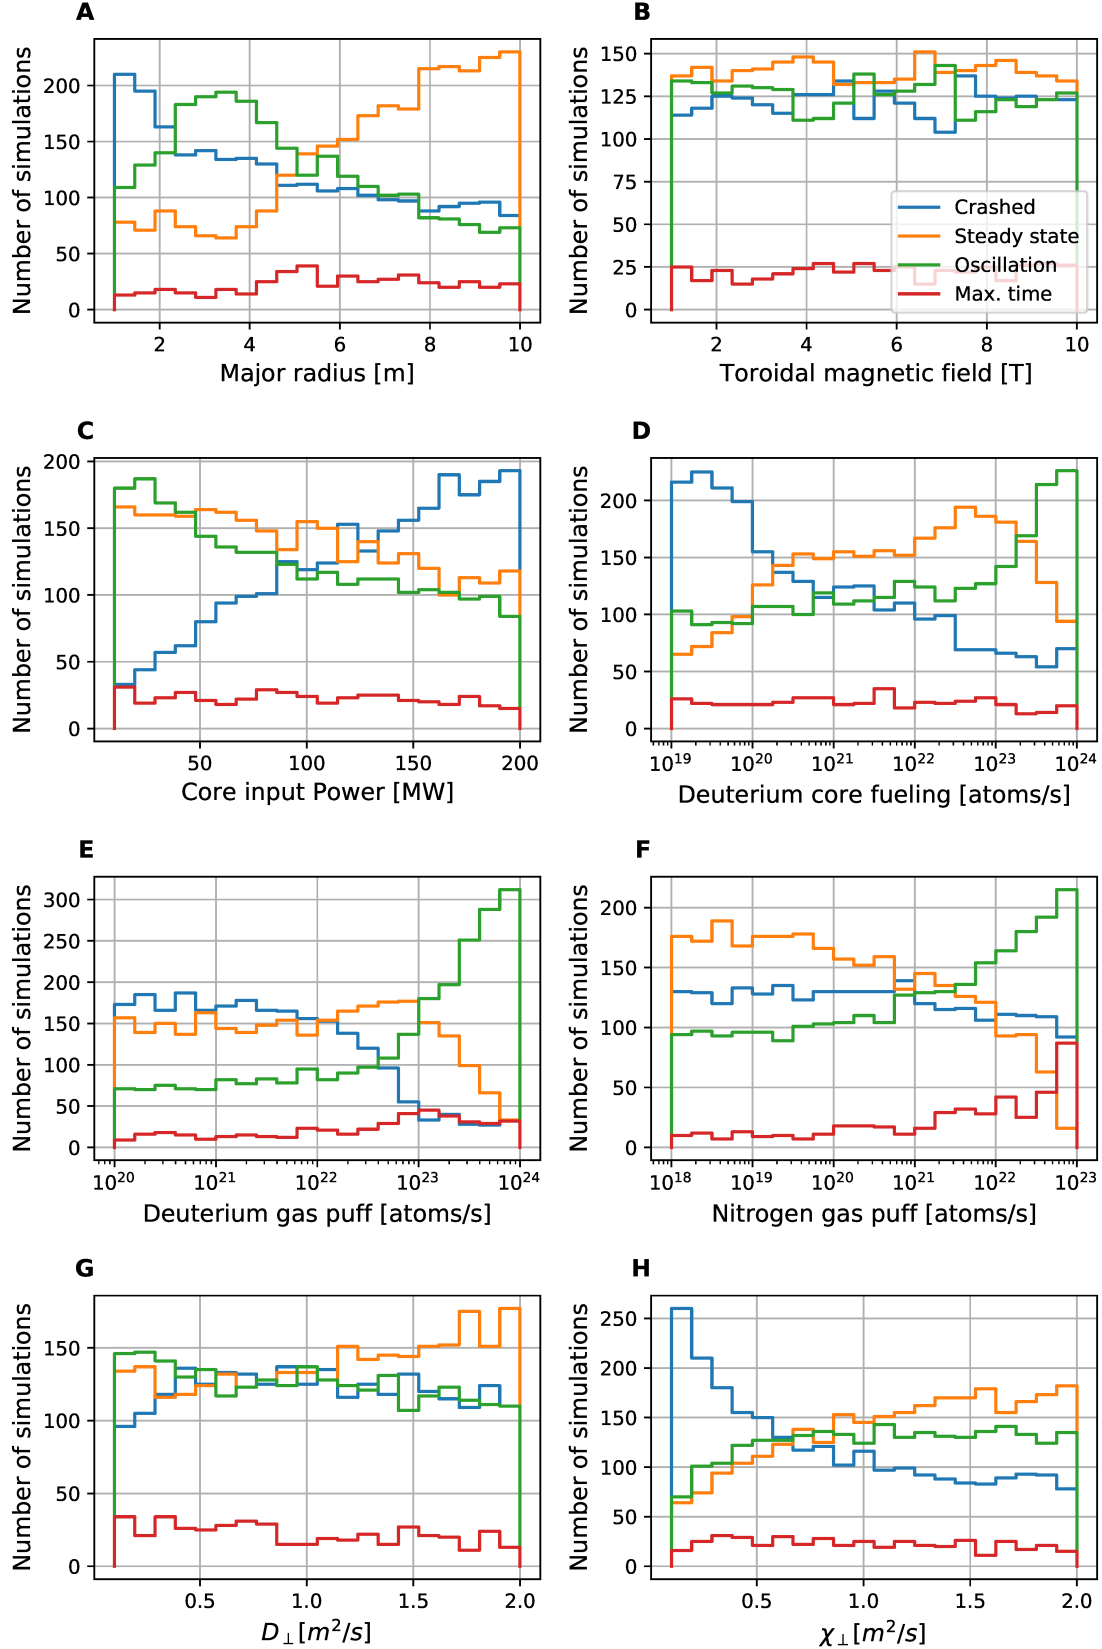 A
Number of simulations
200
150
100
50
0
2 4 6 8 10
Major radius [m]
B
Number of simulations
150
125
100
75
50
25
0
Crashed
Steady state
Oscillation
Max. time
2 4 6 8 10
Toroidal magnetic field [T]
C
Number of simulations
200
150
100
50
0
50 100 150 200
Core input Power [MW]
D
Number of simulations
200
150
100
50
0
10^19 10^20 10^21 10^22 10^23 10^24
Deuterium core fueling [atoms/s]
E
Number of simulations
300
250
200
150
100
50
0
10^20 10^21 10^22 10^23 10^24
Deuterium gas puff [atoms/s]
F
Number of simulations
200
150
100
50
0
10^18 10^19 10^20 10^21 10^22 10^23
Nitrogen gas puff [atoms/s]
G
Number of simulations
150
100
50
0
0.5 1.0 1.5 2.0
D⊥[m²/s]
H
Number of simulations
250
200
150
100
50
0
0.5 1.0 1.5 2.0
χ⊥[m²/s]